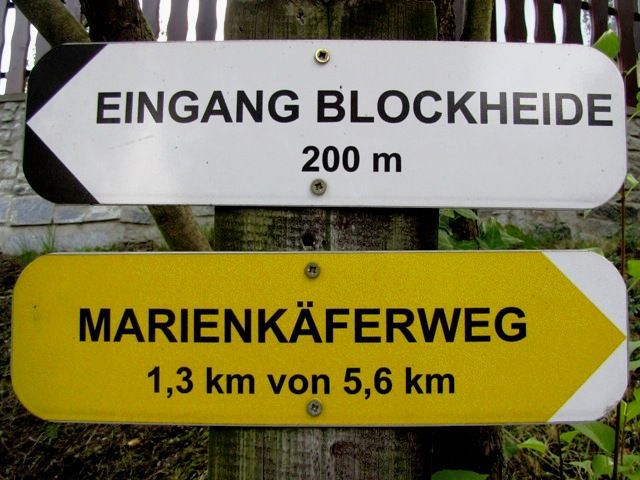 EINGANG BLOCKHEIDE
200 m
MARIENKÄFERWEG
1,3 km von 5,6 km